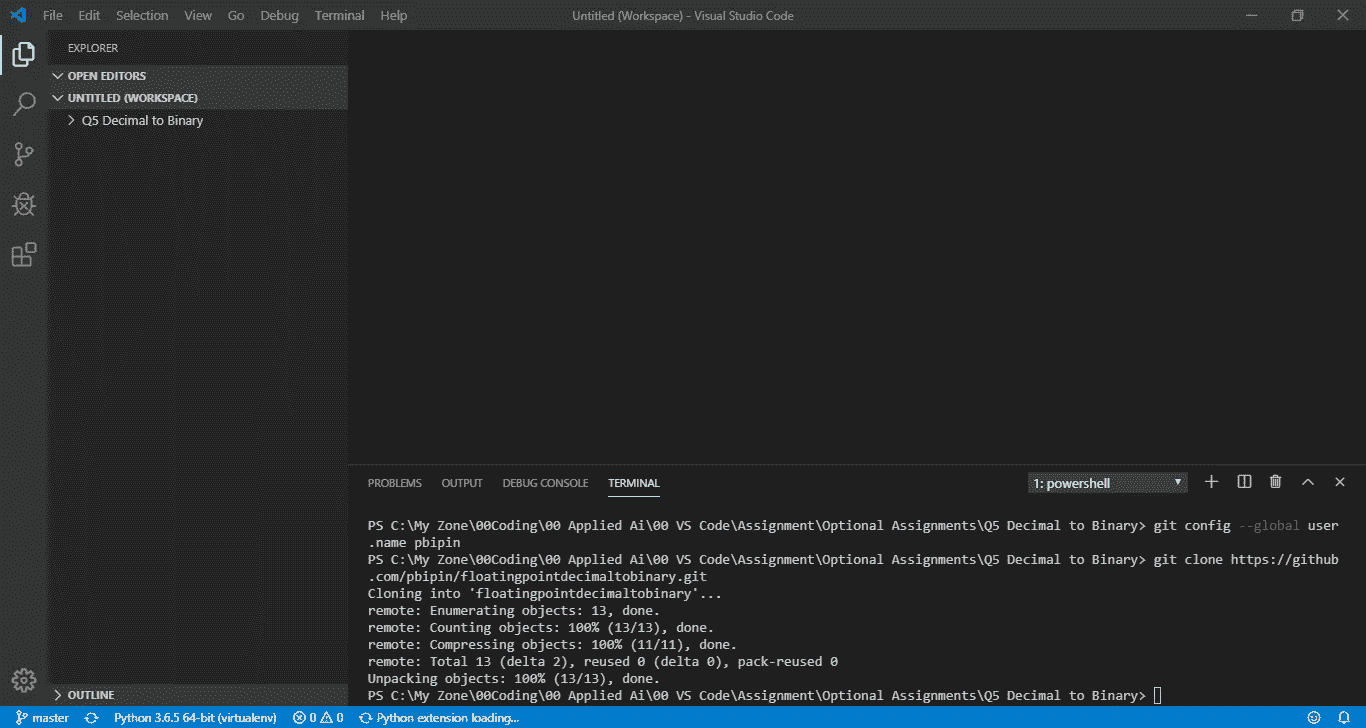 File Edit Selection View Go Debug Terminal Help
Untitled (Workspace) - Visual Studio Code
EXPLORER
OPEN EDITORS
UNTITLED (WORKSPACE)
Q5 Decimal to Binary
PROBLEMS OUTPUT DEBUG CONSOLE TERMINAL
1: powershell
PS C:\My Zone\00Coding\00 Applied Ai\00 VS Code\Assignment\Optional Assignments\Q5 Decimal to Binary> git config --global user
.name pbipin
PS C:\My Zone\00Coding\00 Applied Ai\00 VS Code\Assignment\Optional Assignments\Q5 Decimal to Binary> git clone https://github
.com/pbipin/floatingpointdecimaltobinary.git
Cloning into 'floatingpointdecimaltobinary'...
remote: Enumerating objects: 13, done.
remote: Counting objects: 100% (13/13), done.
remote: Compressing objects: 100% (11/11), done.
remote: Total 13 (delta 2), reused 0 (delta 0), pack-reused 0
Unpacking objects: 100% (13/13), done.
PS C:\My Zone\00Coding\00 Applied Ai\00 VS Code\Assignment\Optional Assignments\Q5 Decimal to Binary>
OUTLINE
master Python 3.6.5 64-bit (virtualenv) 0 0 Python extension loading...